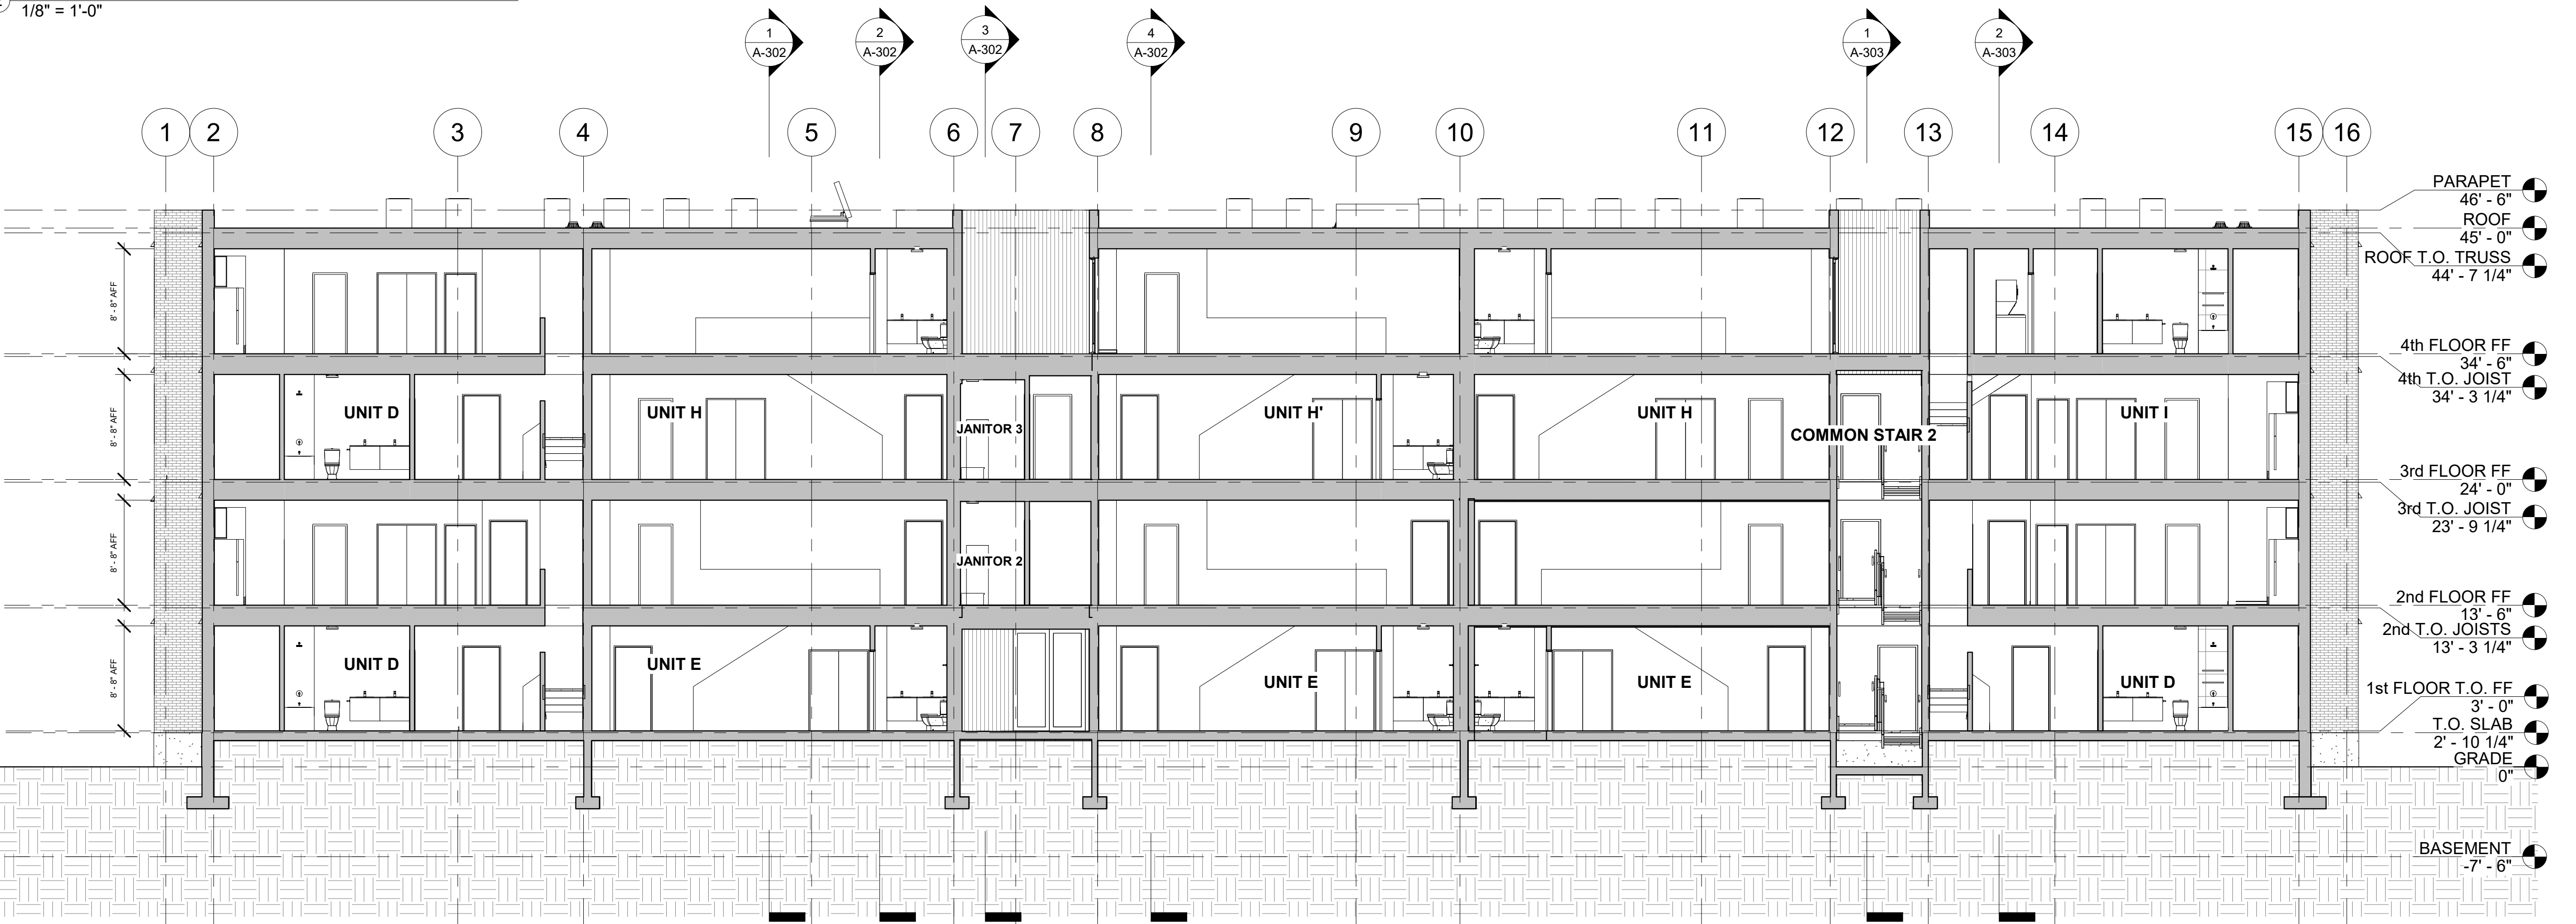 1/8" = 1'-0"
1
A-302
2
A-302
3
A-302
4
A-302
1
A-303
2
A-303
1
2
3
4
5
6
7
8
9
10
11
12
13
14
15
16
PARAPET
46' - 6"
ROOF
45' - 0"
ROOF T.O. TRUSS
44' - 7 1/4"
8' - 8" AFF
4th FLOOR FF
34' - 6"
4th T.O. JOIST
34' - 3 1/4"
8' - 8" AFF
UNIT D
UNIT H
JANITOR 3
UNIT H'
UNIT H
COMMON STAIR 2
UNIT I
3rd FLOOR FF
24' - 0"
3rd T.O. JOIST
23' - 9 1/4"
8' - 8" AFF
JANITOR 2
2nd FLOOR FF
13' - 6"
2nd T.O. JOISTS
13' - 3 1/4"
8' - 8" AFF
UNIT D
UNIT E
UNIT E
UNIT E
UNIT D
1st FLOOR T.O. FF
3' - 0"
T.O. SLAB
2' - 10 1/4"
GRADE
0"
BASEMENT
-7' - 6"